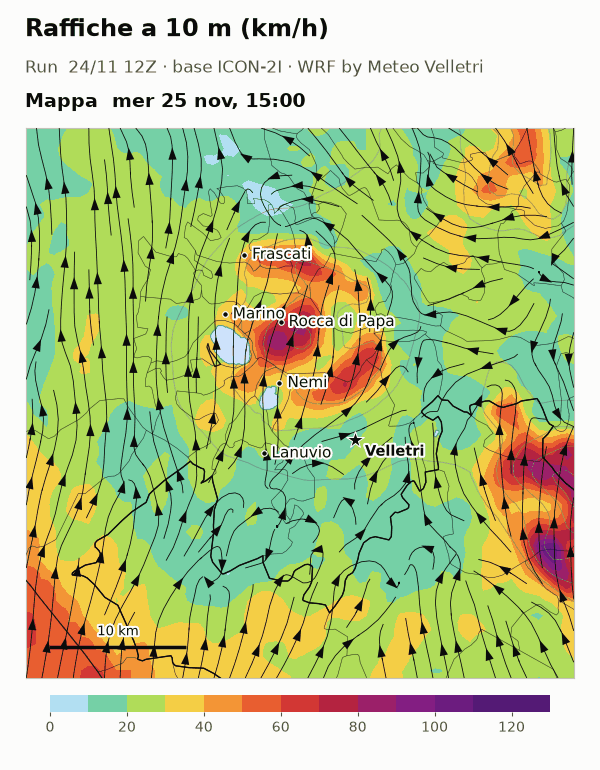 Raffiche a 10 m (km/h)
Run 24/11 12Z · base ICON-2I · WRF by Meteo Velletri
Mappa mer 25 nov, 15:00
Frascati
Marino
Rocca di Papa
Nemi
Velletri
Lanuvio
10 km
0 20 40 60 80 100 120